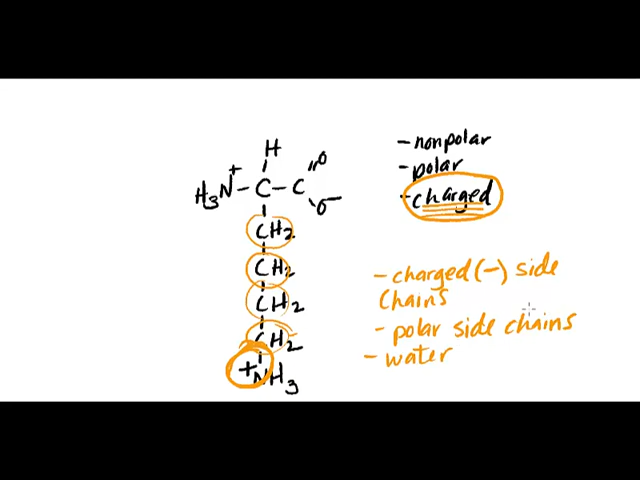 H
+
O
H3N - C - C
O-
CH2
CH2
CH2
CH2
+NH3
- nonpolar
- polar
- charged
- charged (-) side
chains
- polar side chains
- water